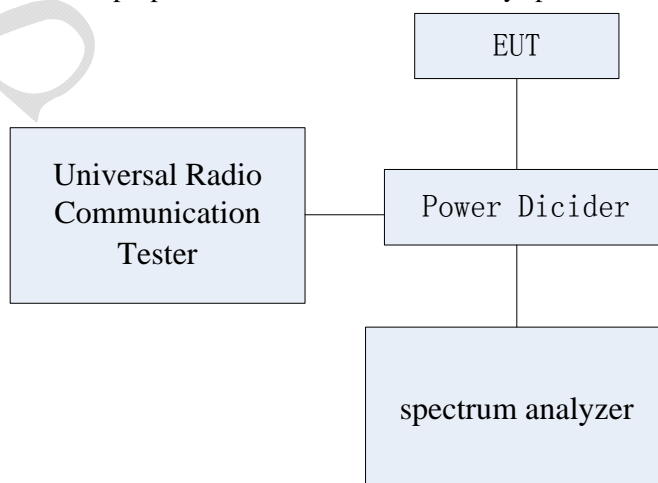 EUT
Universal Radio
Communication
Tester
Power Dicider
spectrum analyzer